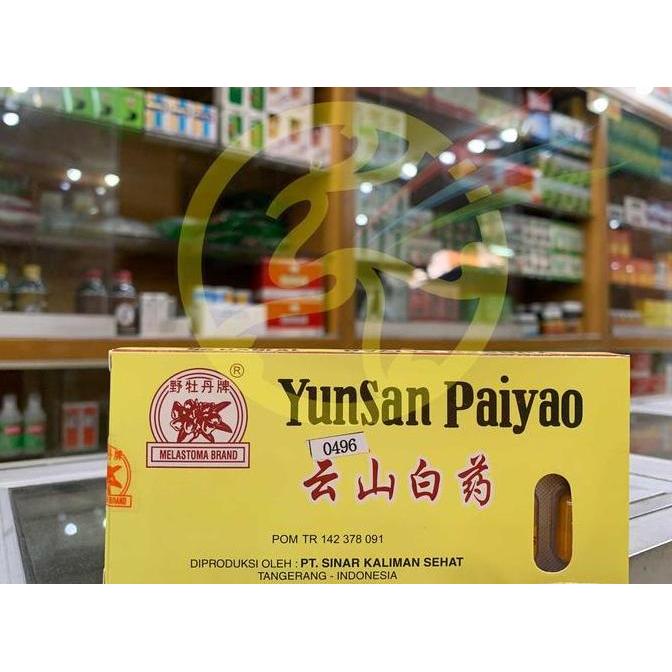 野牡丹牌
®
MELASTOMA BRAND
YunSan Paiyao
0496
云山白药
POM TR 142 378 091
DIPRODUKSI OLEH : PT. SINAR KALIMAN SEHAT
TANGERANG - INDONESIA